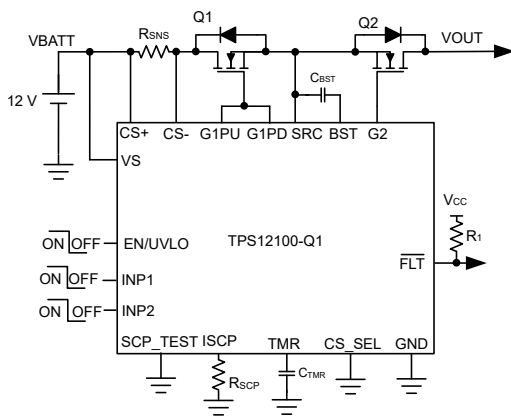 Q1
Q2
VBATT
RSNS
VOUT
CBST
12 V
CS+
CS-
G1PU
G1PD
SRC
BST
G2
VS
VCC
R1
ON
OFF
EN/UVLO
TPS12100-Q1
FLT
ON
OFF
INP1
ON
OFF
INP2
SCP_TEST
ISCP
TMR
CS_SEL
GND
RSCP
CTMR